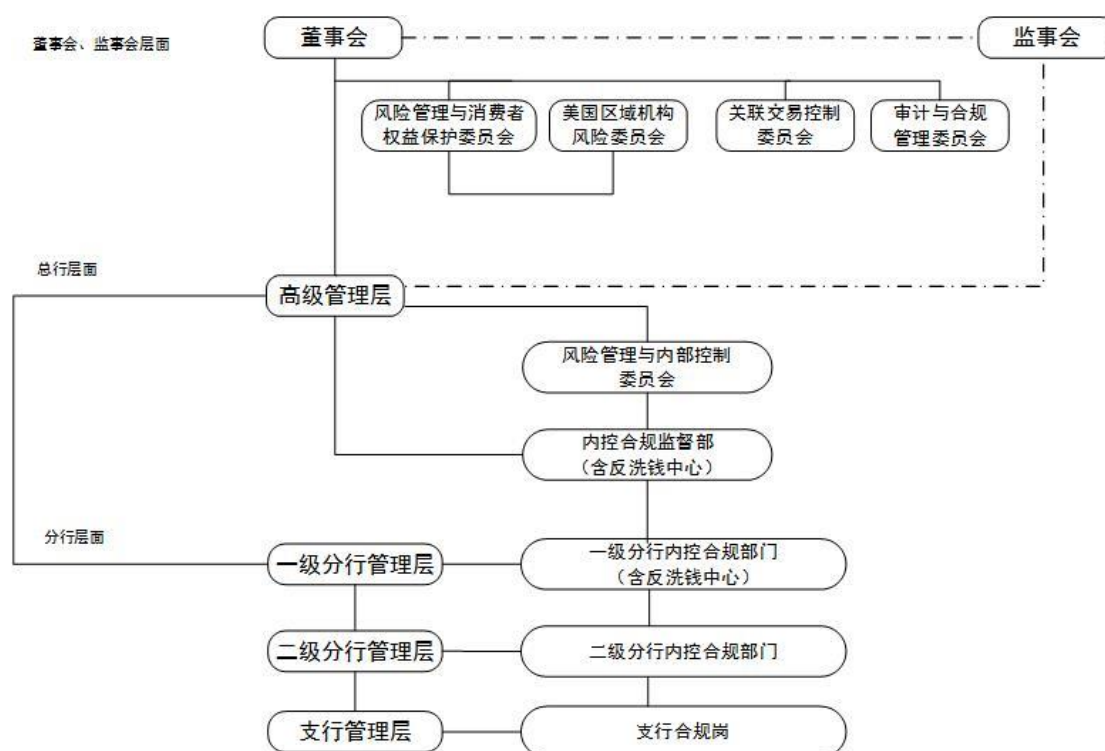 董事会、监事会层面
董事会
监事会
风险管理与消费者
权益保护委员会
美国区域机构
风险委员会
关联交易控制
委员会
审计与合规
管理委员会
总行层面
高级管理层
风险管理与内部控制
委员会
内控合规监督部
（含反洗钱中心）
分行层面
一级分行管理层
一级分行内控合规部门
（含反洗钱中心）
二级分行管理层
二级分行内控合规部门
支行管理层
支行合规岗